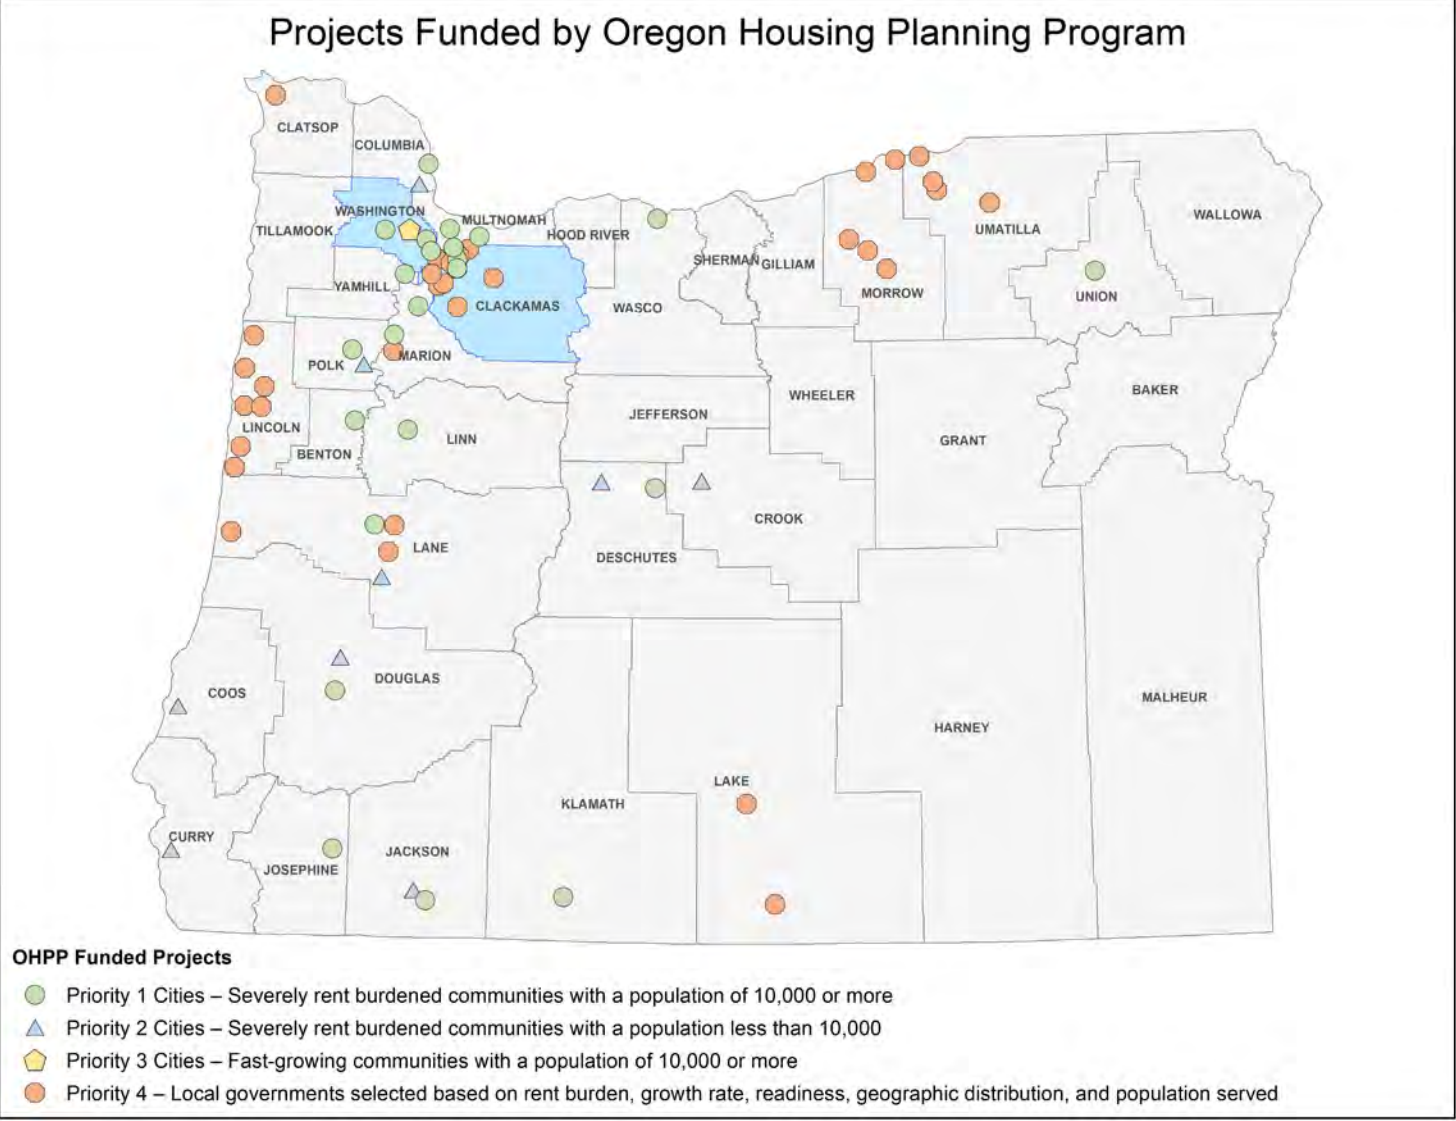 Projects Funded by Oregon Housing Planning Program
CLATSOP
COLUMBIA
WASHINGTON
MULTNOMAH
TILLAMOOK
HOOD RIVER
WALLOWA
UMATILLA
SHERMAN
GILLIAM
YAMHILL
MORROW
UNION
CLACKAMAS
WASCO
MARION
POLK
BAKER
WHEELER
JEFFERSON
LINCOLN
LINN
GRANT
BENTON
CROOK
LANE
DESCHUTES
DOUGLAS
COOS
MALHEUR
HARNEY
LAKE
KLAMATH
CURRY
JACKSON
JOSEPHINE
OHPP Funded Projects
Priority 1 Cities – Severely rent burdened communities with a population of 10,000 or more
Priority 2 Cities – Severely rent burdened communities with a population less than 10,000
Priority 3 Cities – Fast-growing communities with a population of 10,000 or more
Priority 4 – Local governments selected based on rent burden, growth rate, readiness, geographic distribution, and population served